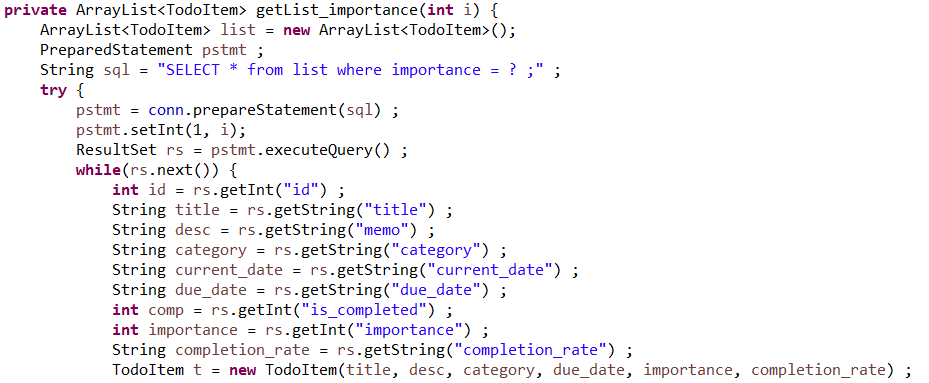 private ArrayList<TodoItem> getList_importance(int i) {
    ArrayList<TodoItem> list = new ArrayList<TodoItem>();
    PreparedStatement pstmt ;
    String sql = "SELECT * from list where importance = ? ;" ;
    try {
        pstmt = conn.prepareStatement(sql) ;
        pstmt.setInt(1, i);
        ResultSet rs = pstmt.executeQuery() ;
        while(rs.next()) {
            int id = rs.getInt("id") ;
            String title = rs.getString("title") ;
            String desc = rs.getString("memo") ;
            String category = rs.getString("category") ;
            String current_date = rs.getString("current_date") ;
            String due_date = rs.getString("due_date") ;
            int comp = rs.getInt("is_completed") ;
            int importance = rs.getInt("importance") ;
            String completion_rate = rs.getString("completion_rate") ;
            TodoItem t = new TodoItem(title, desc, category, due_date, importance, completion_rate) ;